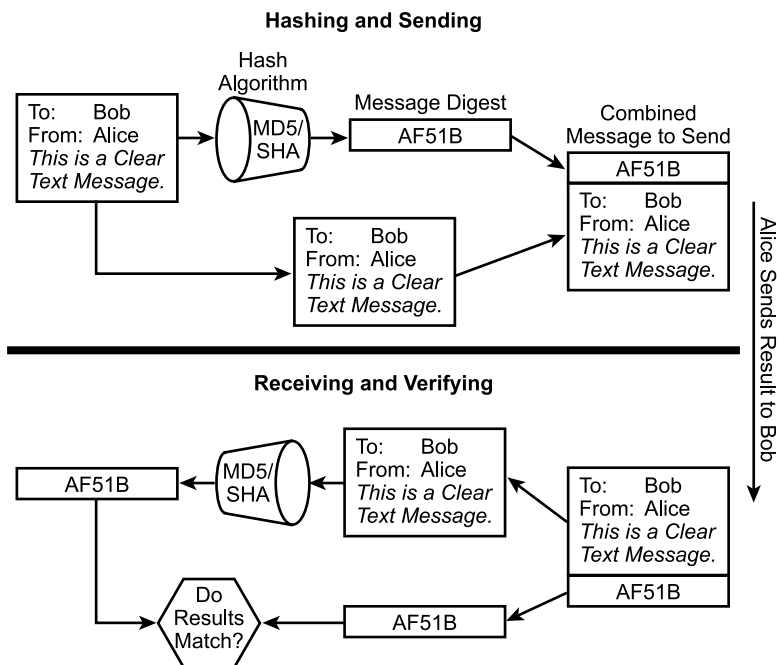 Hashing and Sending
Hash
Algorithm
To: Bob
From: Alice
This is a Clear
Text Message.
MD5/
SHA
Message Digest
AF51B
Combined
Message to Send
AF51B
To: Bob
From: Alice
This is a Clear
Text Message.
To: Bob
From: Alice
This is a Clear
Text Message.
Alice Sends Result to Bob
Receiving and Verifying
AF51B
MD5/
SHA
To: Bob
From: Alice
This is a Clear
Text Message.
To: Bob
From: Alice
This is a Clear
Text Message.
AF51B
Do
Results
Match?
AF51B